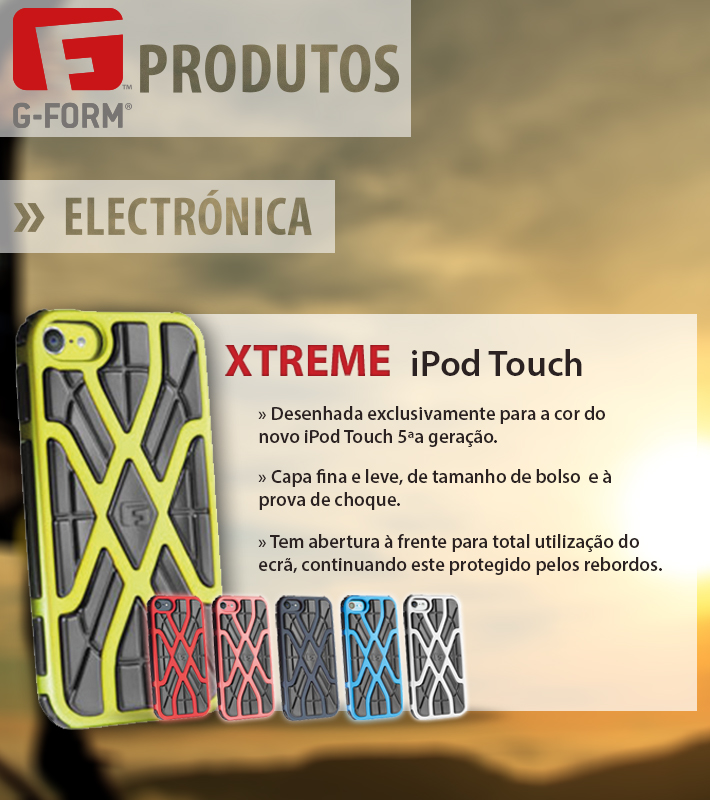 PRODUTOS
™
G-FORM®
» ELECTRÓNICA
XTREME iPod Touch
» Desenhada exclusivamente para a cor do
novo iPod Touch 5ªa geração.
» Capa fina e leve, de tamanho de bolso e à
prova de choque.
» Tem abertura à frente para total utilização do
ecrã, continuando este protegido pelos rebordos.